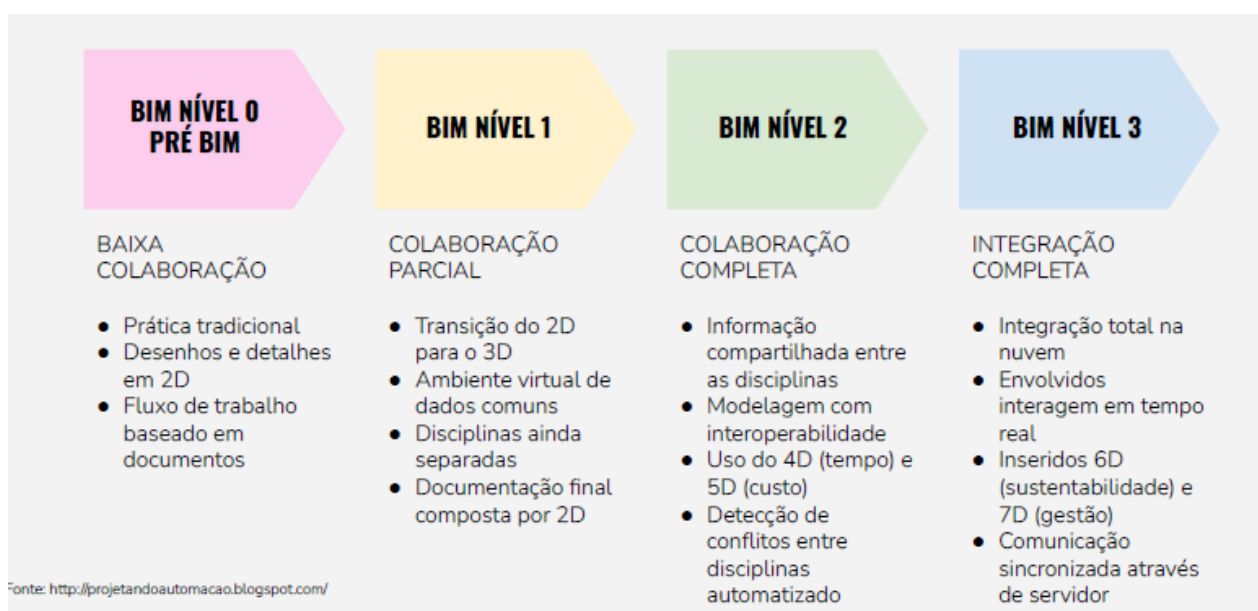 BIM NÍVEL 0
PRÉ BIM
BIM NÍVEL 1
BIM NÍVEL 2
BIM NÍVEL 3
BAIXA
COLABORAÇÃO
● Prática tradicional
● Desenhos e detalhes
em 2D
● Fluxo de trabalho
baseado em
documentos
COLABORAÇÃO
PARCIAL
● Transição do 2D
para o 3D
● Ambiente virtual de
dados comuns
● Disciplinas ainda
separadas
● Documentação final
composta por 2D
COLABORAÇÃO
COMPLETA
● Informação
compartilhada entre
as disciplinas
● Modelagem com
interoperabilidade
● Uso do 4D (tempo) e
5D (custo)
● Detecção de
conflitos entre
disciplinas
automatizado
INTEGRAÇÃO
COMPLETA
● Integração total na
nuvem
● Envolvidos
interagem em tempo
real
● Inseridos 6D
(sustentabilidade) e
7D (gestão)
● Comunicação
sincronizada através
de servidor
Fonte: http://projetandoautomacao.blogspot.com/